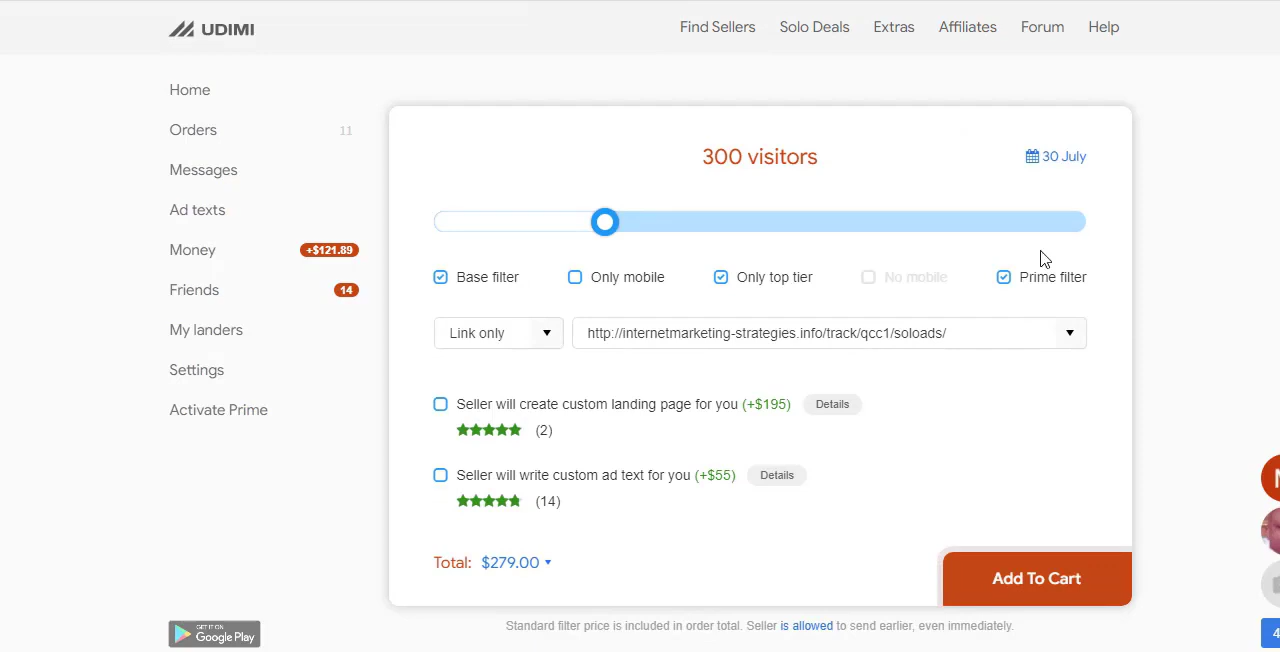 UDIMI
Find Sellers Solo Deals Extras Affiliates Forum Help
Home
Orders 11
Messages
Ad texts
Money +$121.89
Friends 14
My landers
Settings
Activate Prime
300 visitors
30 July
Base filter Only mobile Only top tier No mobile Prime filter
Link only http://internetmarketing-strategies.info/track/qcc1/soloads/
Seller will create custom landing page for you (+$195) Details
(2)
Seller will write custom ad text for you (+$55) Details
(14)
Total: $279.00
Add To Cart
Standard filter price is included in order total. Seller is allowed to send earlier, even immediately.
GET IT ON
Google Play